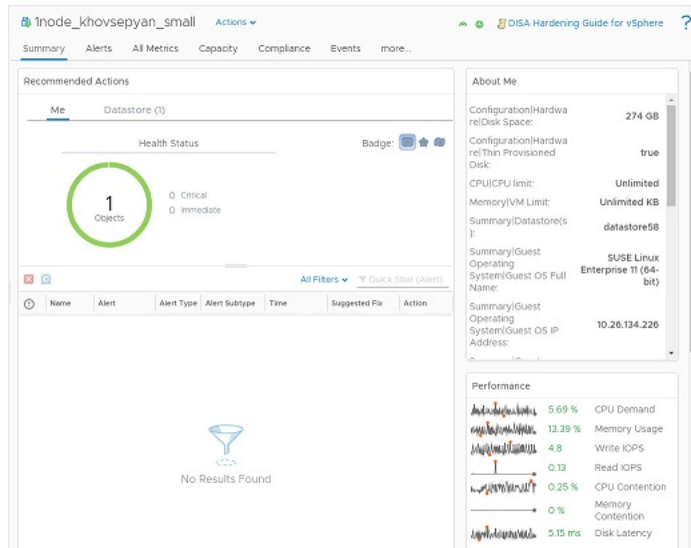 1node_khovsepyan_small
Actions
DISA Hardening Guide for vSphere
?
Summary
Alerts
All Metrics
Capacity
Compliance
Events
more...
Recommended Actions
Me
Datastore (1)
Health Status
Badge:
1
Objects
0 Critical
0 Immediate
All Filters
Quick filter (Alert)
Name
Alert
Alert Type
Alert Subtype
Time
Suggested Fix
Action
No Results Found
About Me
Configuration|Hardwa
re|Disk Space:
274 GB
Configuration|Hardwa
re|Thin Provisioned
Disk:
true
CPU|CPU limit:
Unlimited
Memory|VM Limit:
Unlimited KB
Summary|Datastore(s
):
datastore58
Summary|Guest
Operating
System|Guest OS Full
Name:
SUSE Linux
Enterprise 11 (64-
bit)
Summary|Guest
Operating
System|Guest OS IP
Address:
10.26.134.226
Performance
5.69 %
CPU Demand
13.39 %
Memory Usage
4.8
Write IOPS
0.13
Read IOPS
0.25 %
CPU Contention
0 %
Memory
Contention
5.15 ms
Disk Latency